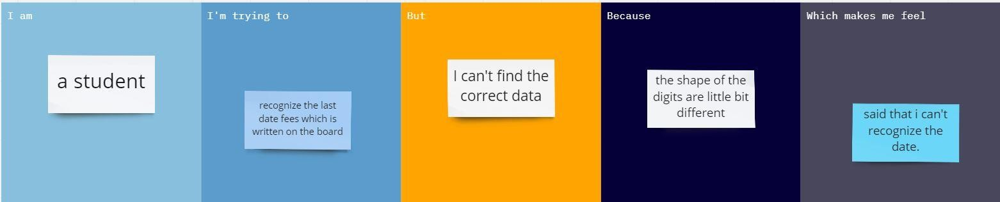 I am
a student
I'm trying to
recognize the last
date fees which is
written on the board
But
I can't find the
correct data
Because
the shape of the
digits are little bit
different
Which makes me feel
said that i can't
recognize the
date.